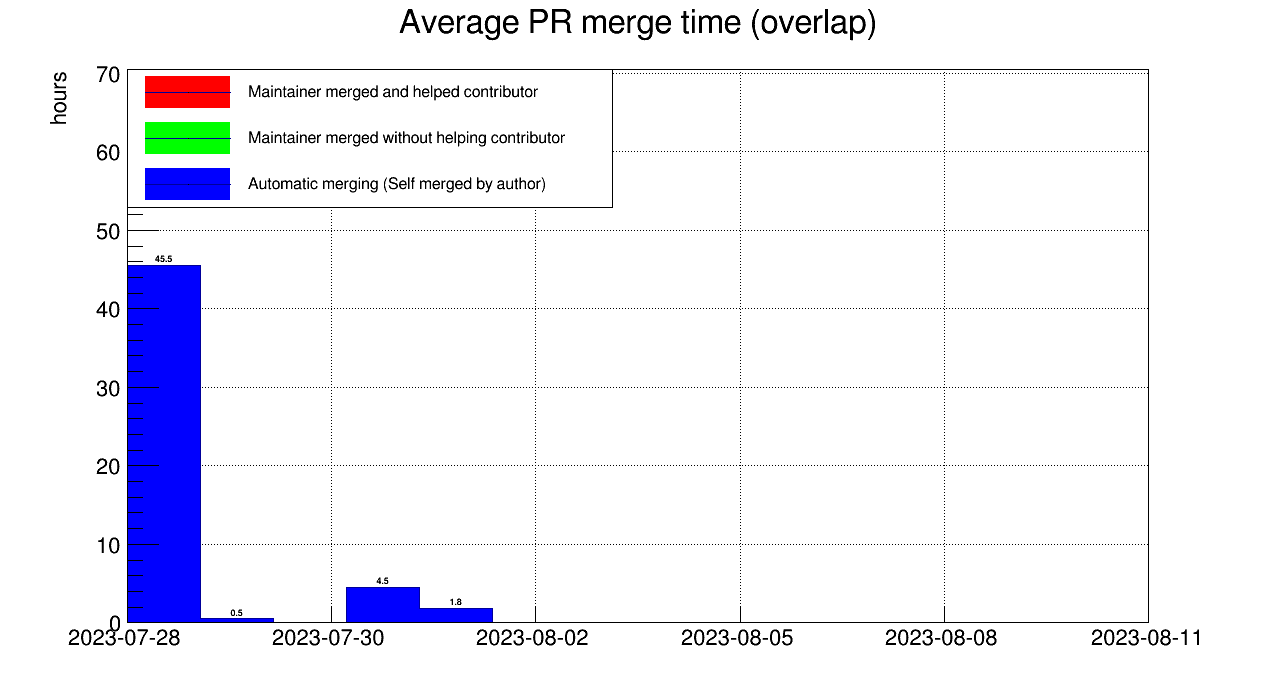 Average PR merge time (overlap)
hours
70
Maintainer merged and helped contributor
60
Maintainer merged without helping contributor
Automatic merging (Self merged by author)
50
45.5
40
30
20
10
4.5
1.8
0.5
0
2023-07-28 2023-07-30 2023-08-02 2023-08-05 2023-08-08 2023-08-11